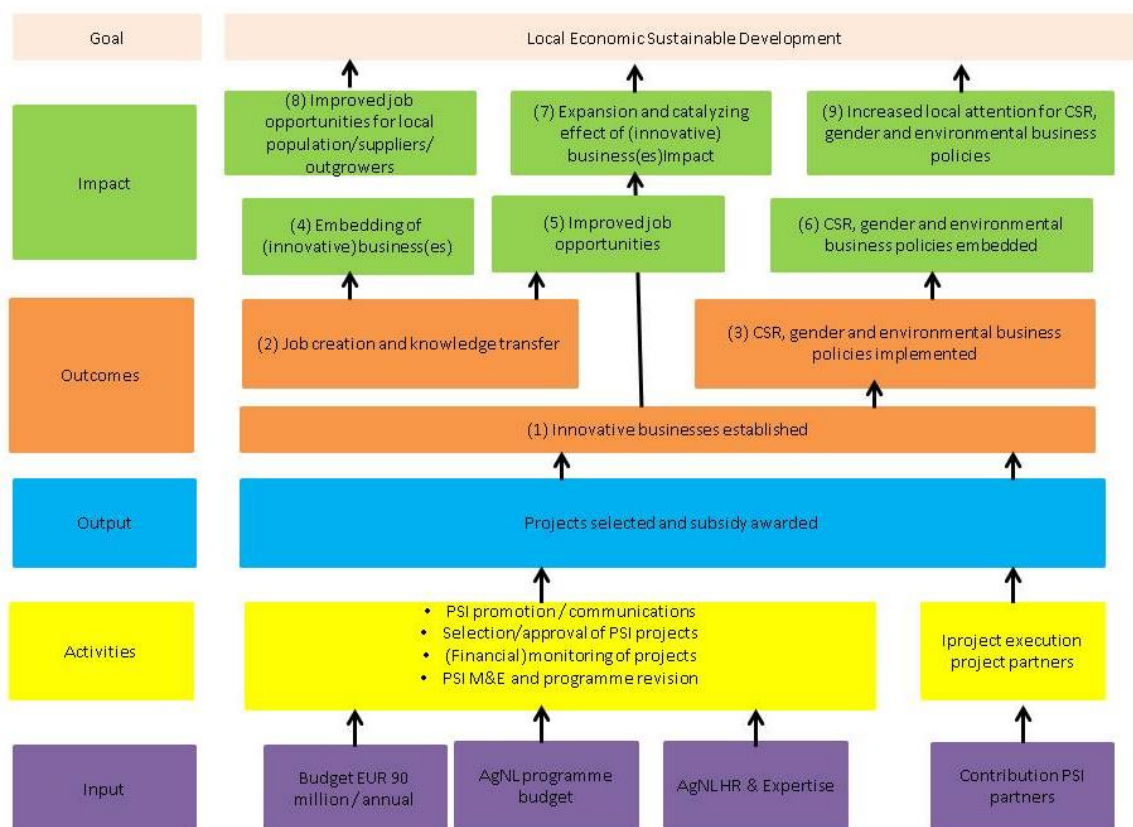 Goal
Local Economic Sustainable Development
Impact
(8) Improved job
opportunities for local
population/suppliers/
outgrowers
(7) Expansion and catalyzing
effect of (innovative)
business(es)Impact
(9) Increased local attention for CSR,
gender and environmental business
policies
(4) Embedding of
(innovative) business(es)
(5) Improved job
opportunities
(6) CSR, gender and environmental
business policies embedded
Outcomes
(2) Job creation and knowledge transfer
(3) CSR, gender and environmental business
policies implemented
(1) Innovative businesses established
Output
Projects selected and subsidy awarded
Activities
• PSI promotion / communications
• Selection/approval of PSI projects
• (Financial) monitoring of projects
• PSI M&E and programme revision
Iproject execution
project partners
Input
Budget EUR 90
million / annual
AgNL programme
budget
AgNL HR & Expertise
Contribution PSI
partners